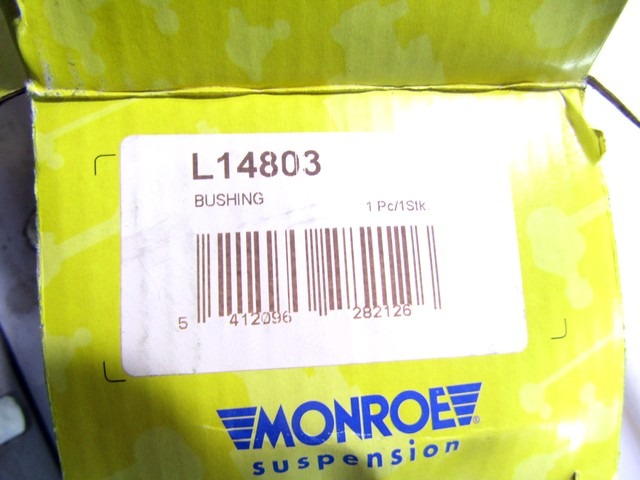 L14803
BUSHING
1 Pc/1Stk
5 412096 282126
MONROE®
suspension